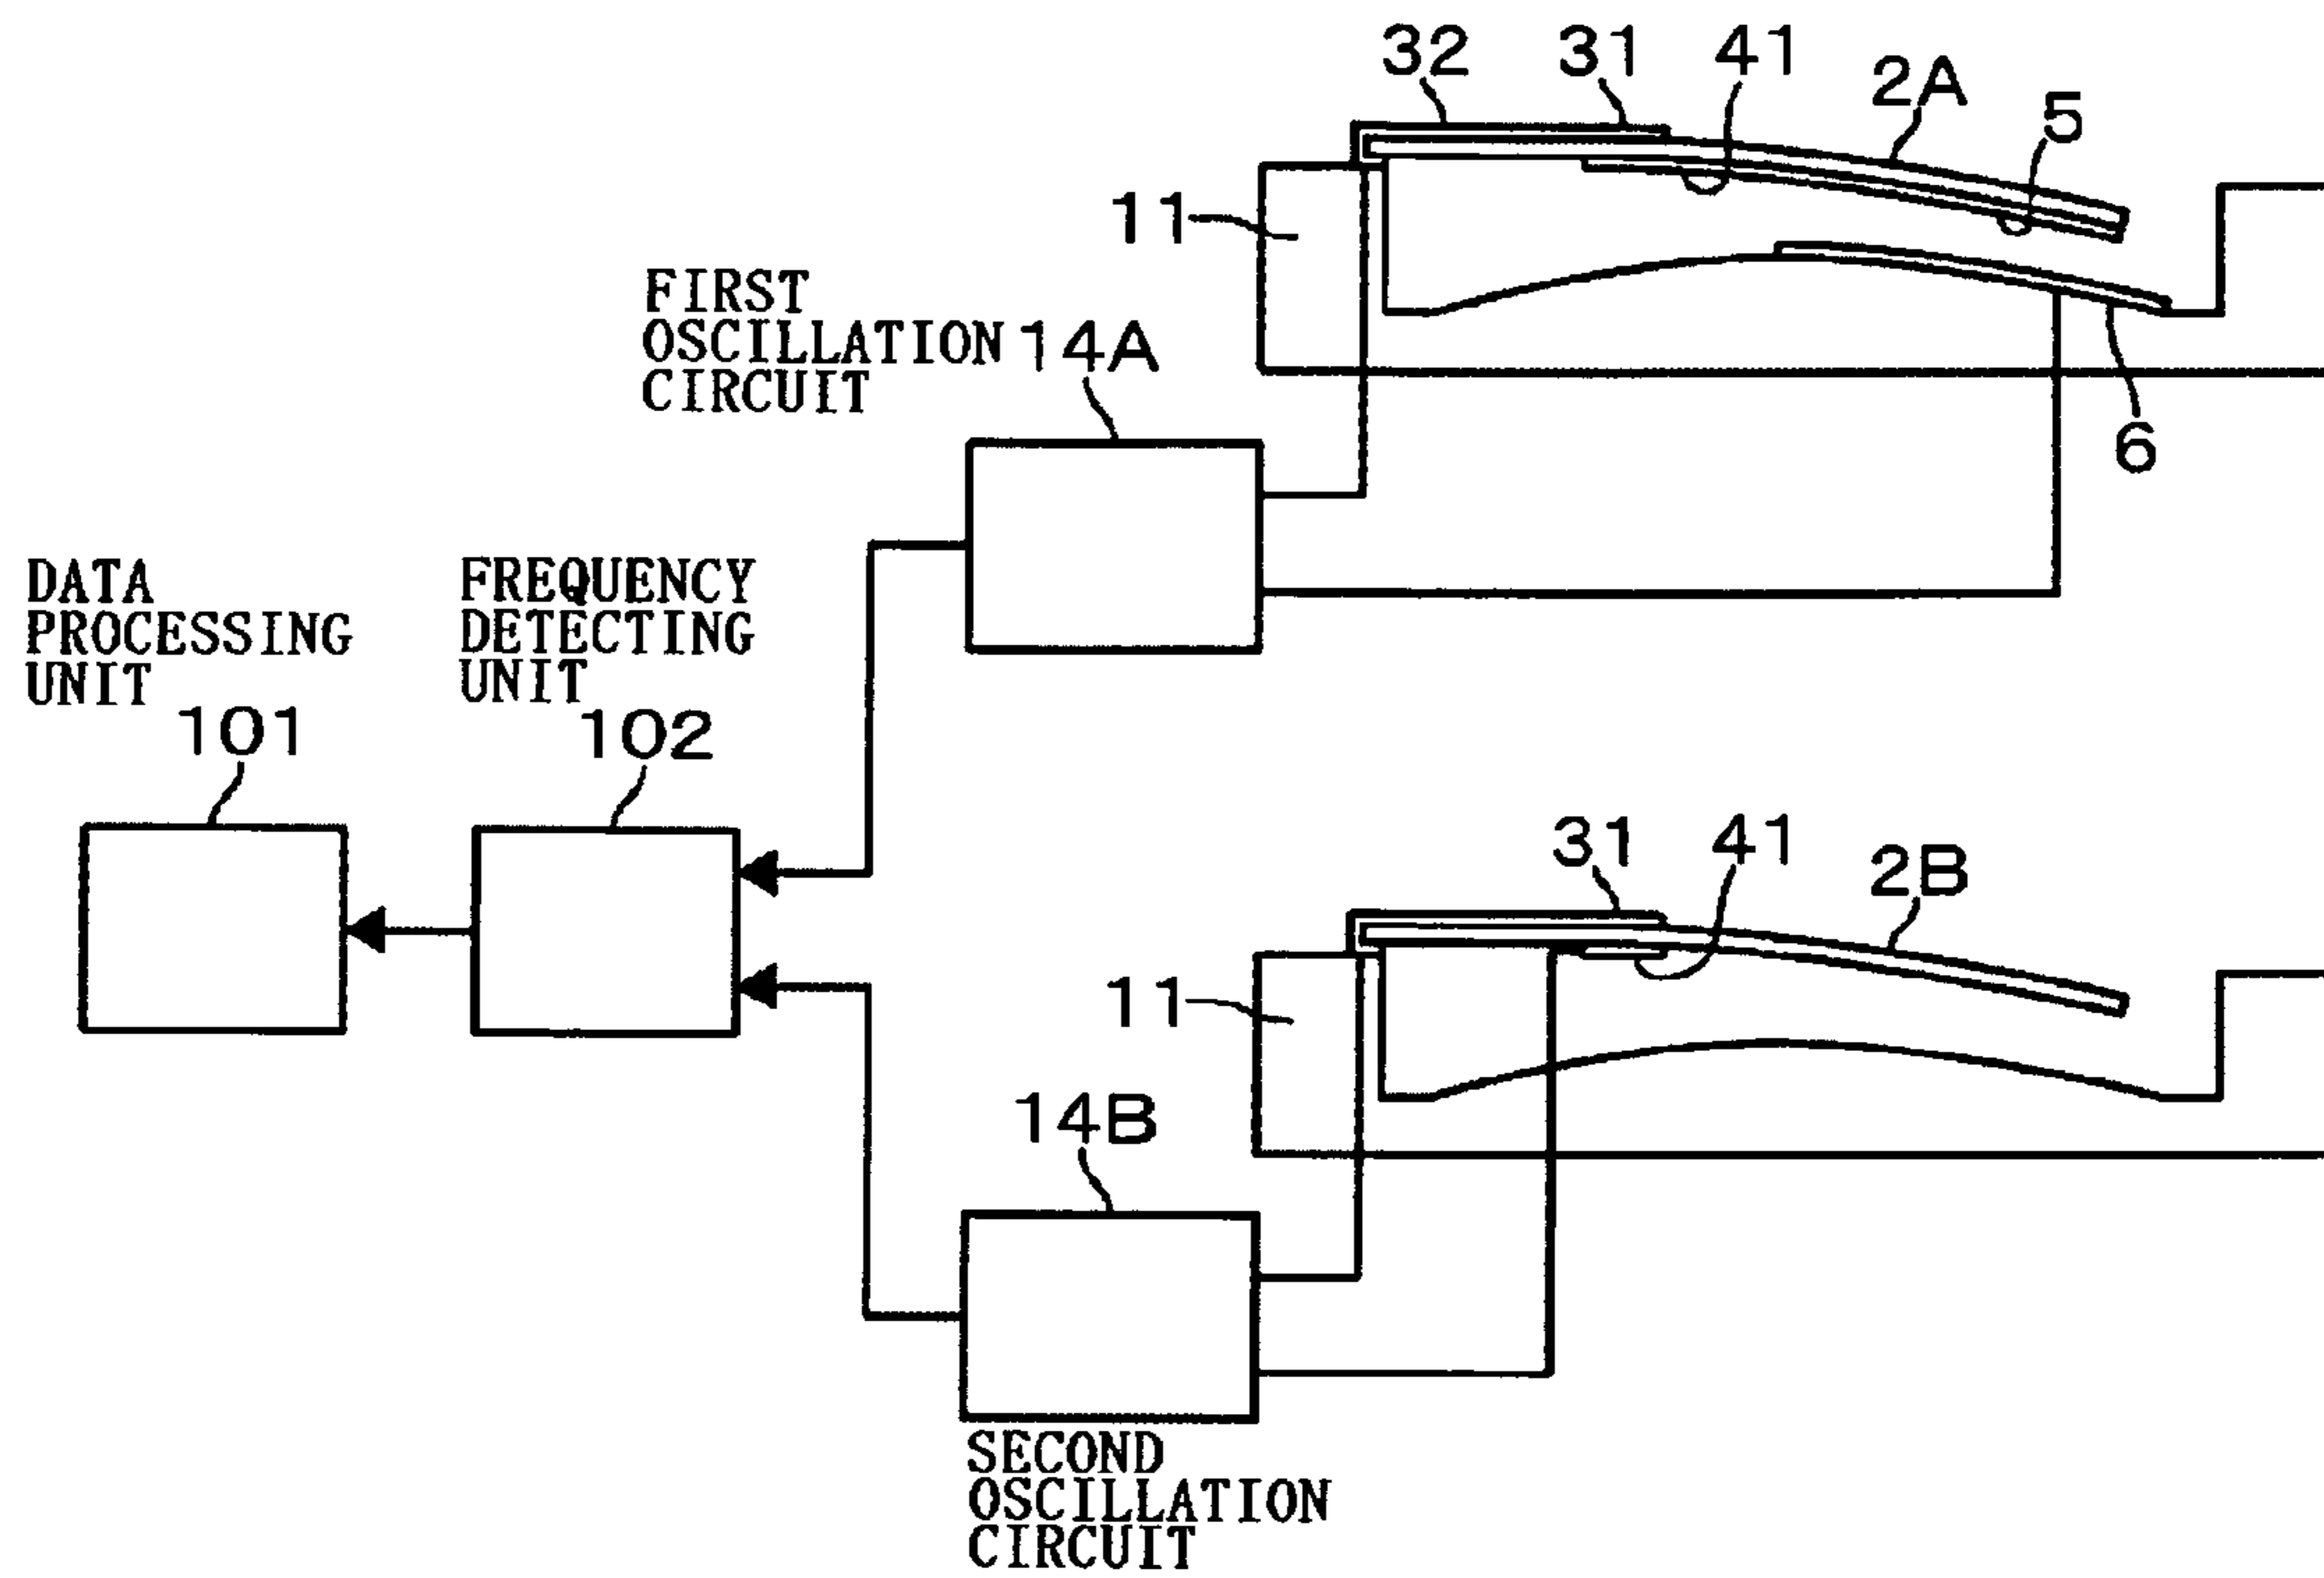 32 31 41 2A 5
11
FIRST
OSCILLATION 14A
CIRCUIT
6
DATA
PROCESSING
UNIT
101
FREQUENCY
DETECTING
UNIT
102
31 41 2B
11
14B
SECOND
OSCILLATION
CIRCUIT